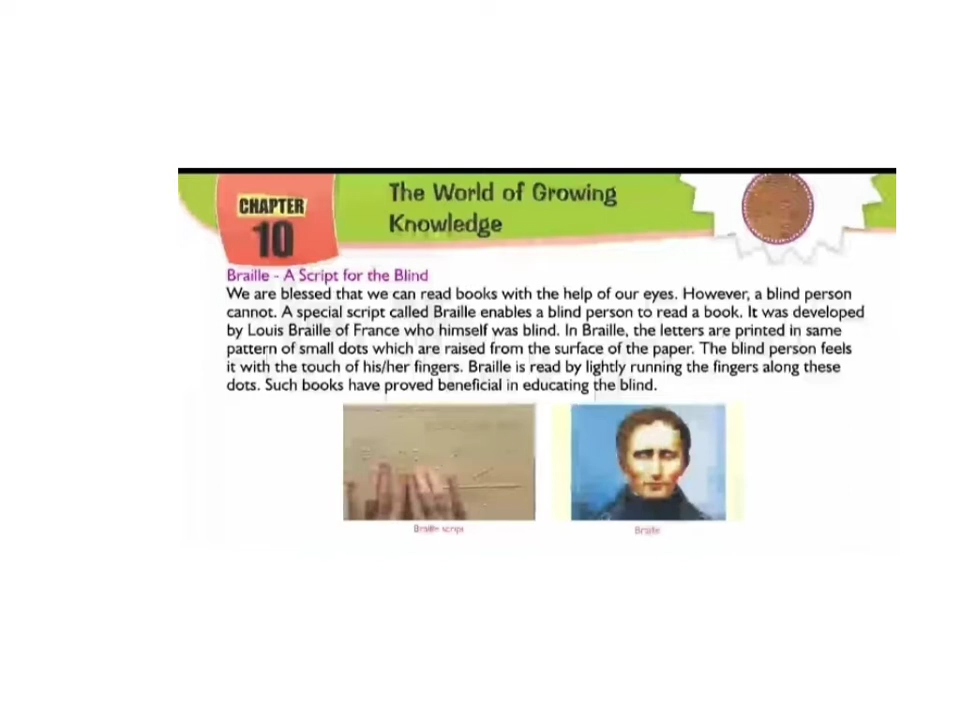 CHAPTER
10
The World of Growing
Knowledge
Braille - A Script for the Blind
We are blessed that we can read books with the help of our eyes. However, a blind person
cannot. A special script called Braille enables a blind person to read a book. It was developed
by Louis Braille of France who himself was blind. In Braille, the letters are printed in same
pattern of small dots which are raised from the surface of the paper. The blind person feels
it with the touch of his/her fingers. Braille is read by lightly running the fingers along these
dots. Such books have proved beneficial in educating the blind.
Braille script
Braille